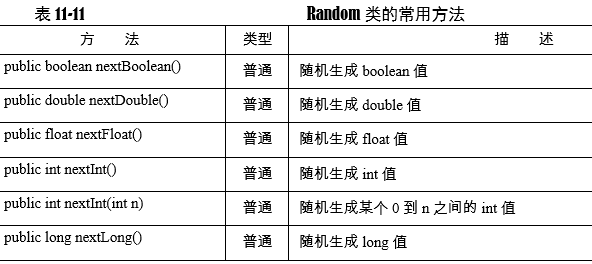 表 11-11 Random 类的常用方法
方 法 类型 描 述
public boolean nextBoolean() 普通 随机生成 boolean 值
public double nextDouble() 普通 随机生成 double 值
public float nextFloat() 普通 随机生成 float 值
public int nextInt() 普通 随机生成 int 值
public int nextInt(int n) 普通 随机生成某个 0 到 n 之间的 int 值
public long nextLong() 普通 随机生成 long 值